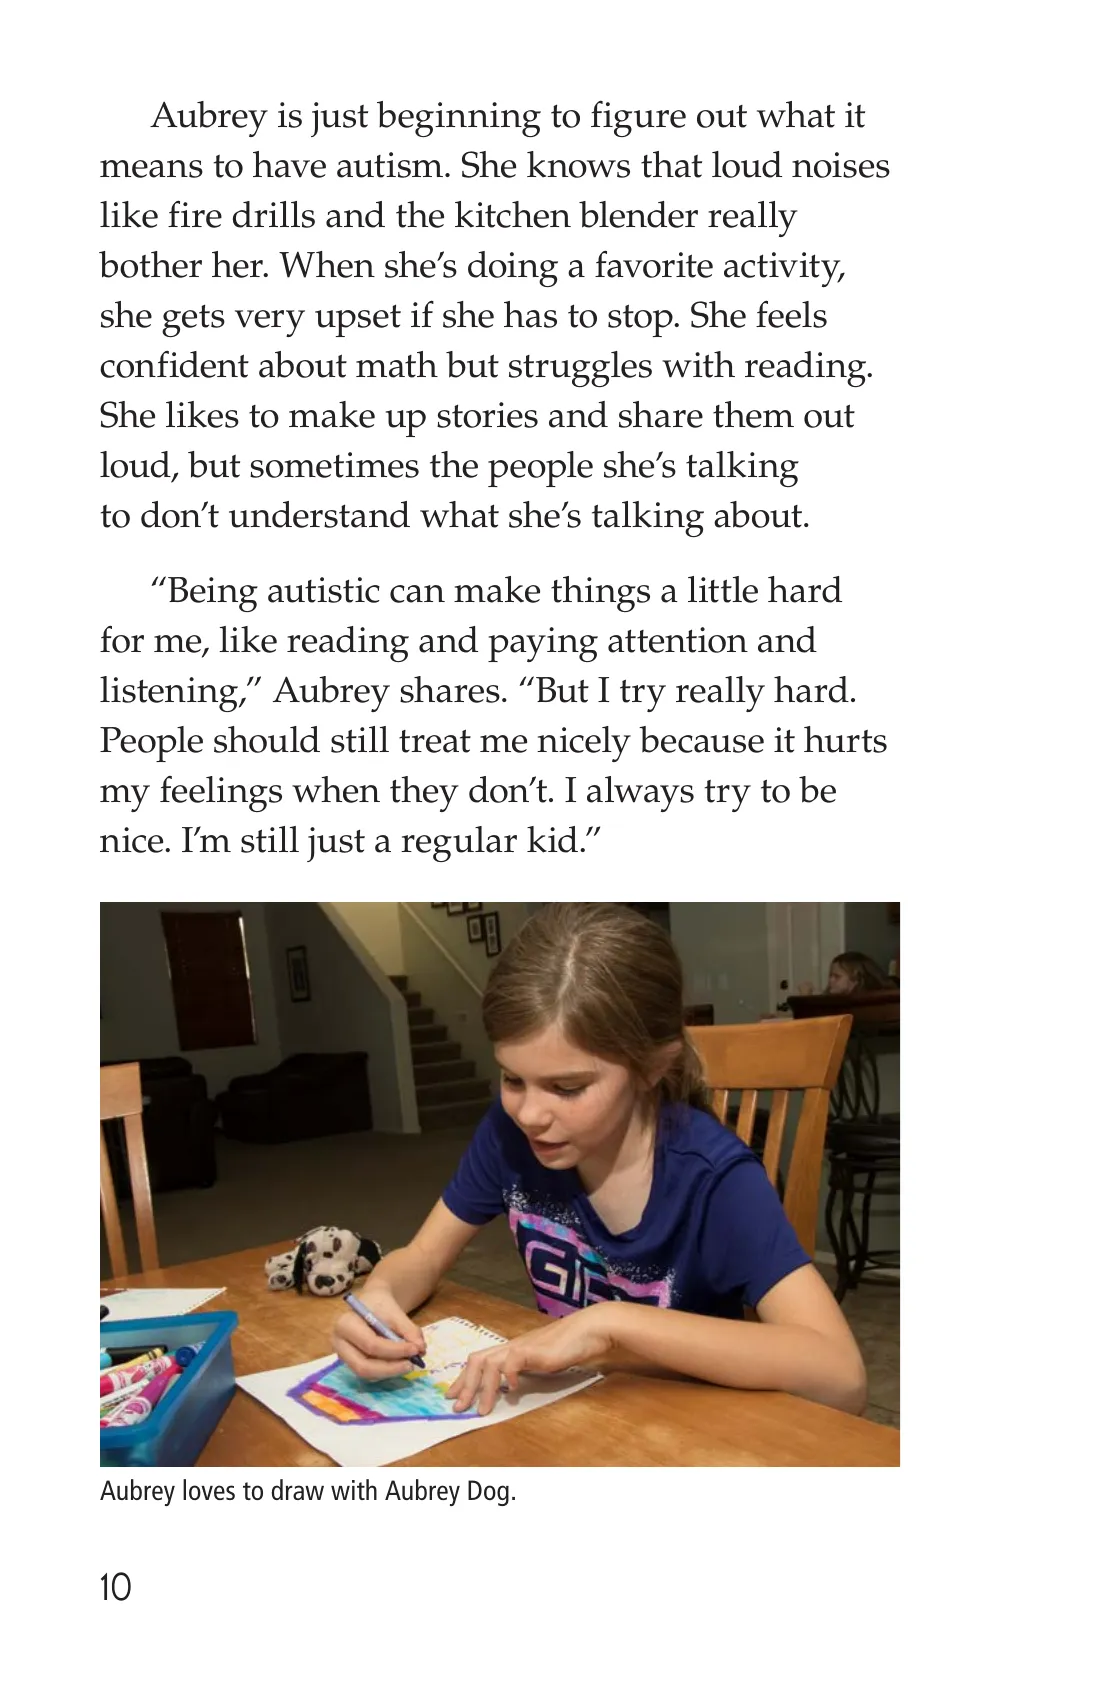 Aubrey is just beginning to figure out what it
means to have autism. She knows that loud noises
like fire drills and the kitchen blender really
bother her. When she’s doing a favorite activity,
she gets very upset if she has to stop. She feels
confident about math but struggles with reading.
She likes to make up stories and share them out
loud, but sometimes the people she’s talking
to don’t understand what she’s talking about.
“Being autistic can make things a little hard
for me, like reading and paying attention and
listening,” Aubrey shares. “But I try really hard.
People should still treat me nicely because it hurts
my feelings when they don’t. I always try to be
nice. I’m still just a regular kid.”
Aubrey loves to draw with Aubrey Dog.
10